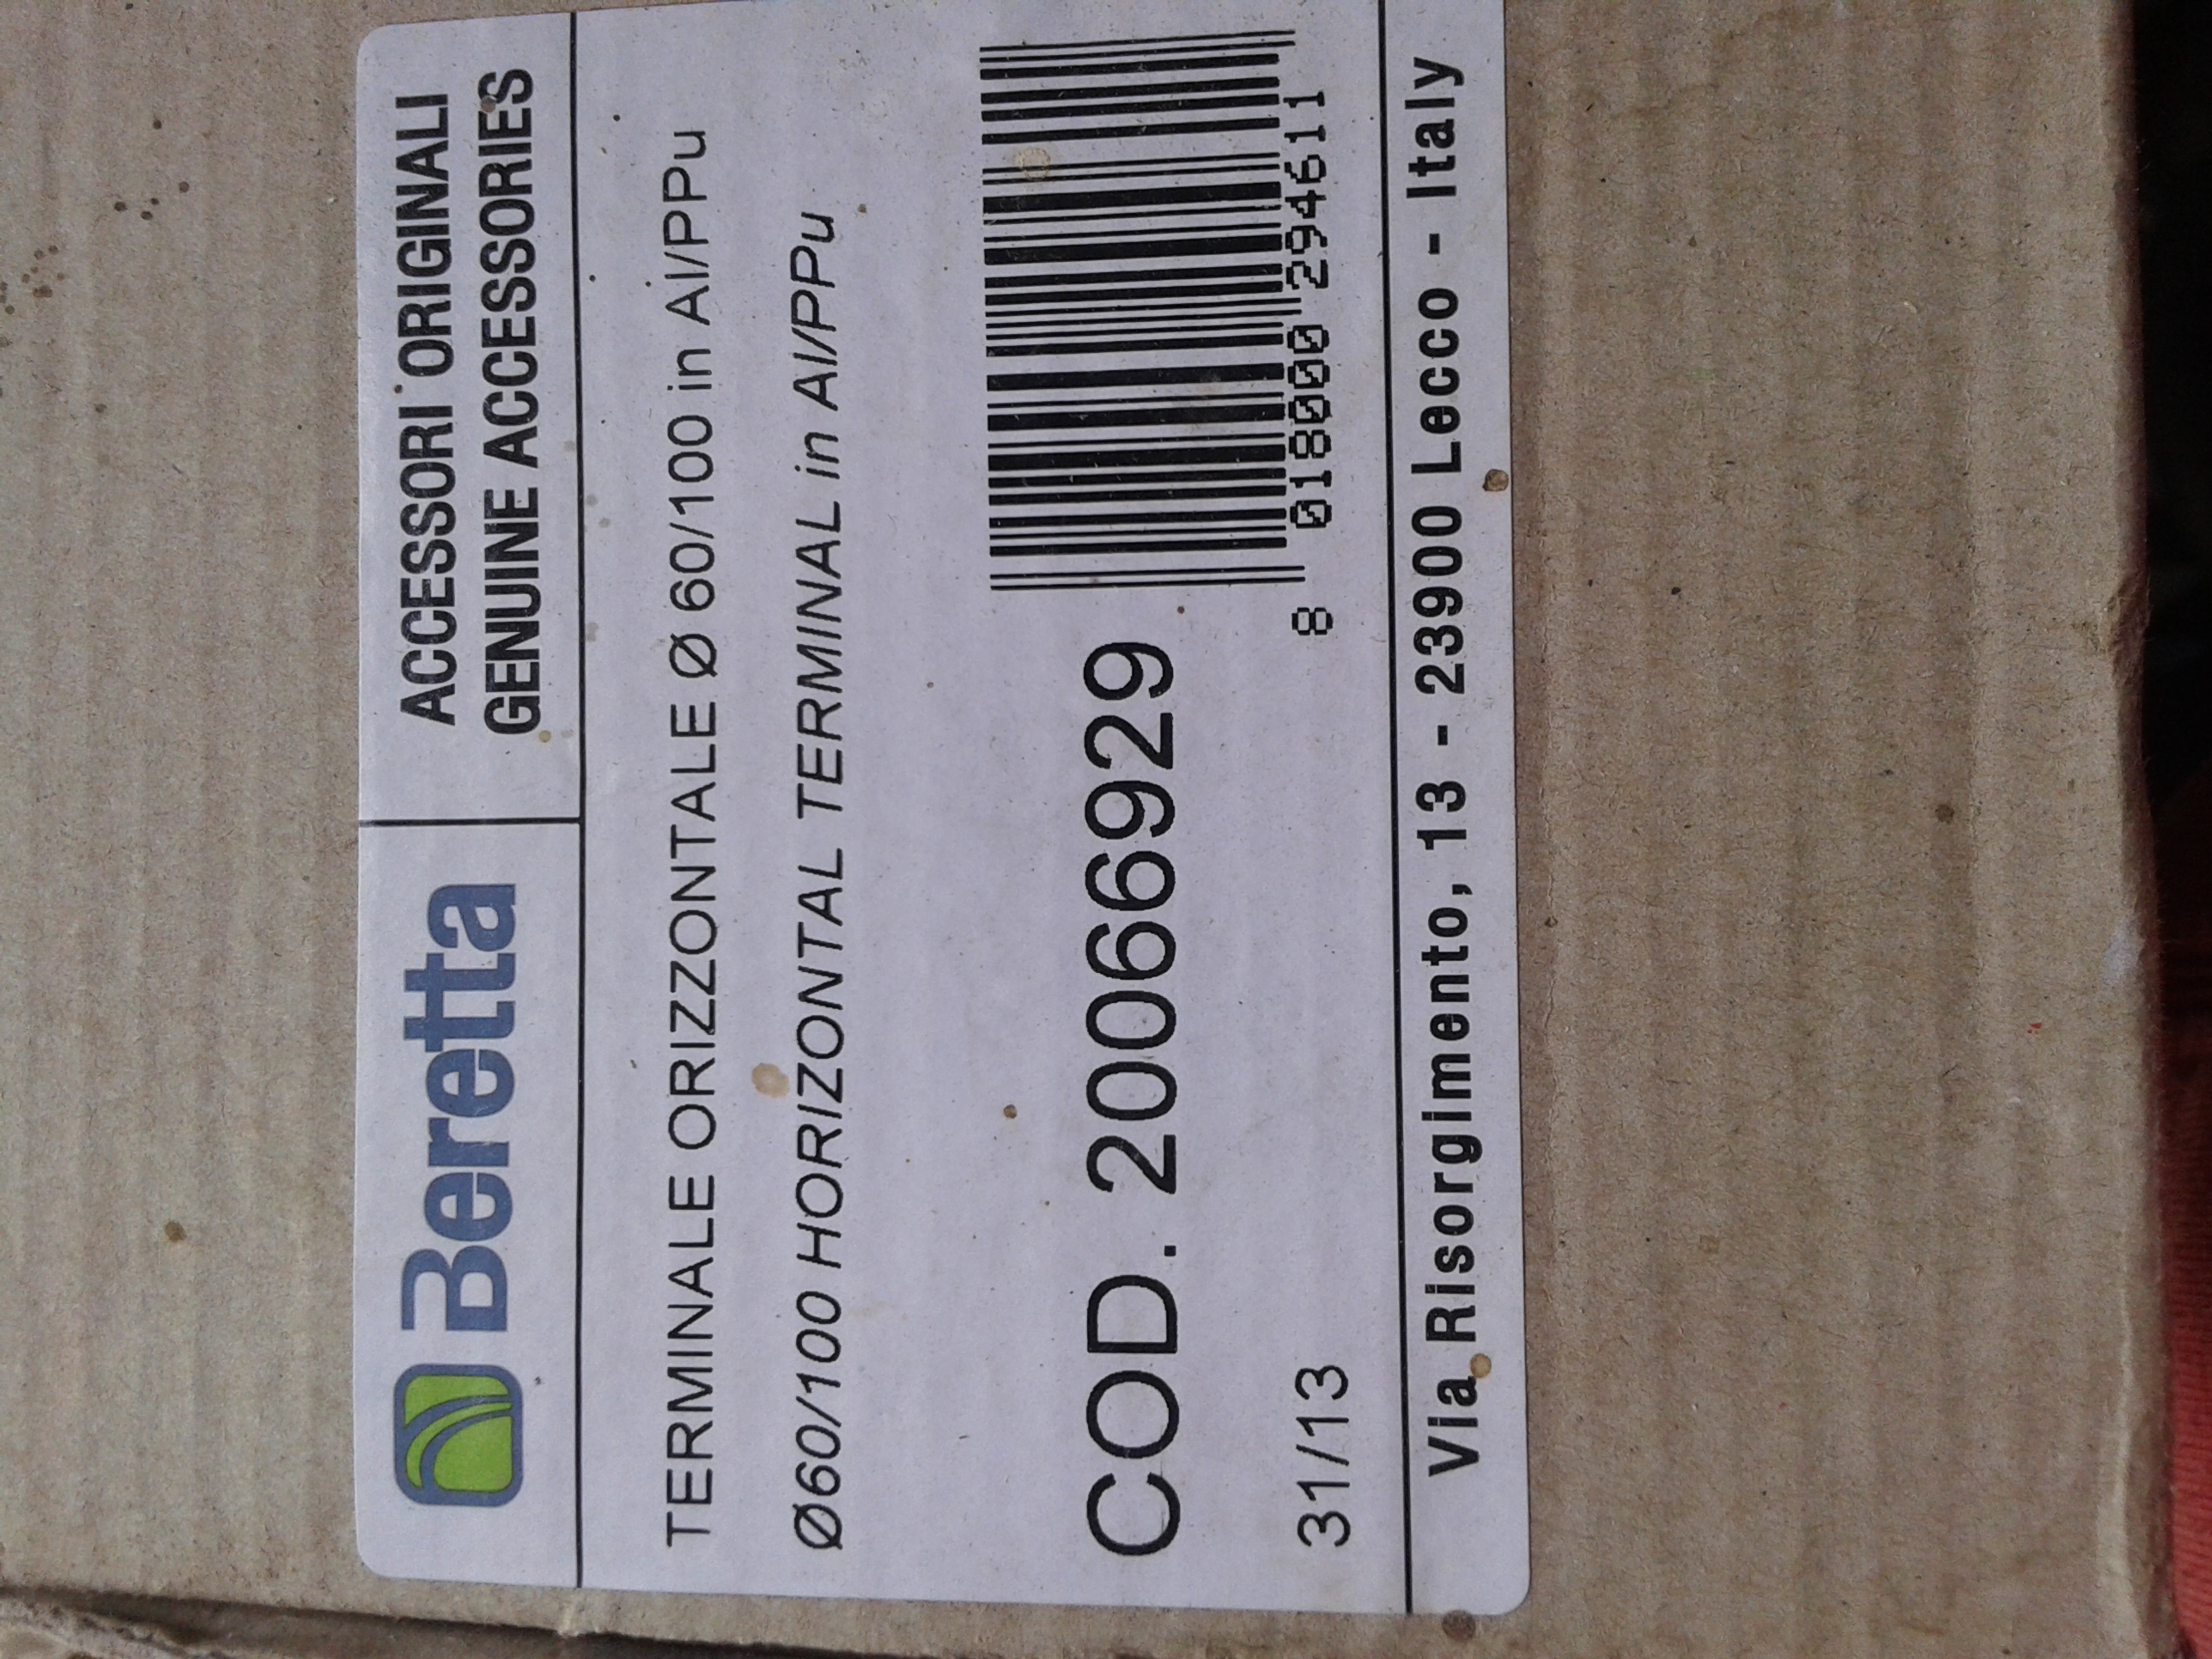 Beretta
ACCESSORI ORIGINALI
GENUINE ACCESSORIES
TERMINALE ORIZZONTALE Ø 60/100 in Al/PPu
Ø60/100 HORIZONTAL TERMINAL in Al/PPu
COD. 20066929
31/13
8 018000 294611
Via Risorgimento, 13 - 23900 Lecco - Italy